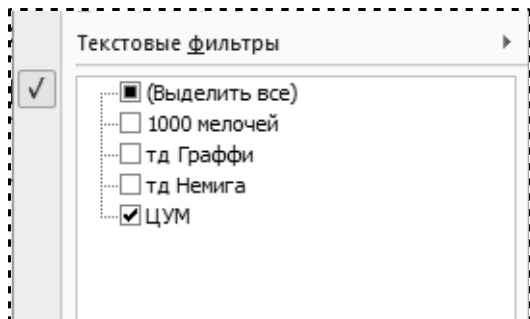 Текстовые фильтры
(Выделить все)
1000 мелочей
тд Граффи
тд Немига
ЦУМ